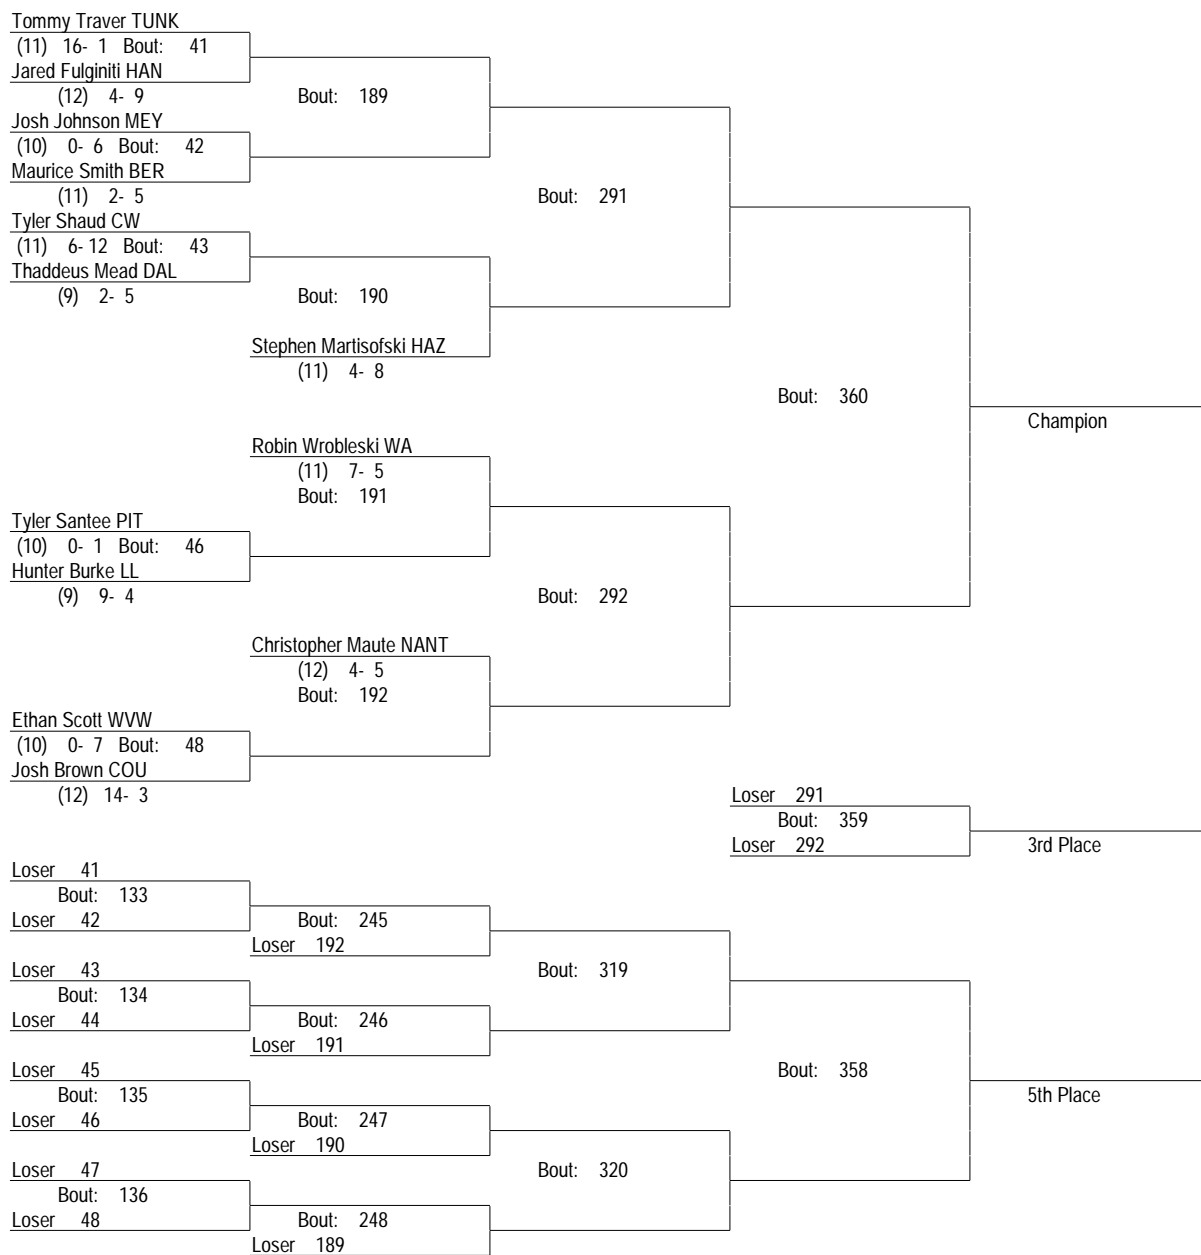 Tommy Traver TUNK
(11) 16- 1 Bout: 41
Jared Fulginiti HAN
(12) 4- 9
Bout: 189
Josh Johnson MEY
(10) 0- 6 Bout: 42
Maurice Smith BER
(11) 2- 5
Bout: 291
Tyler Shaud CW
(11) 6- 12 Bout: 43
Thaddeus Mead DAL
(9) 2- 5
Bout: 190
Stephen Martisofski HAZ
(11) 4- 8
Bout: 360
Champion
Robin Wrobleski WA
(11) 7- 5
Bout: 191
Tyler Santee PIT
(10) 0- 1 Bout: 46
Hunter Burke LL
(9) 9- 4
Bout: 292
Christopher Maute NANT
(12) 4- 5
Bout: 192
Ethan Scott WVW
(10) 0- 7 Bout: 48
Josh Brown COU
(12) 14- 3
Loser 291
Bout: 359
Loser 292
3rd Place
Loser 41
Bout: 133
Loser 42
Bout: 245
Loser 192
Loser 43
Bout: 319
Bout: 134
Loser 44
Bout: 246
Loser 191
Loser 45
Bout: 358
Bout: 135
5th Place
Loser 46
Bout: 247
Loser 190
Loser 47
Bout: 320
Bout: 136
Loser 48
Bout: 248
Loser 189